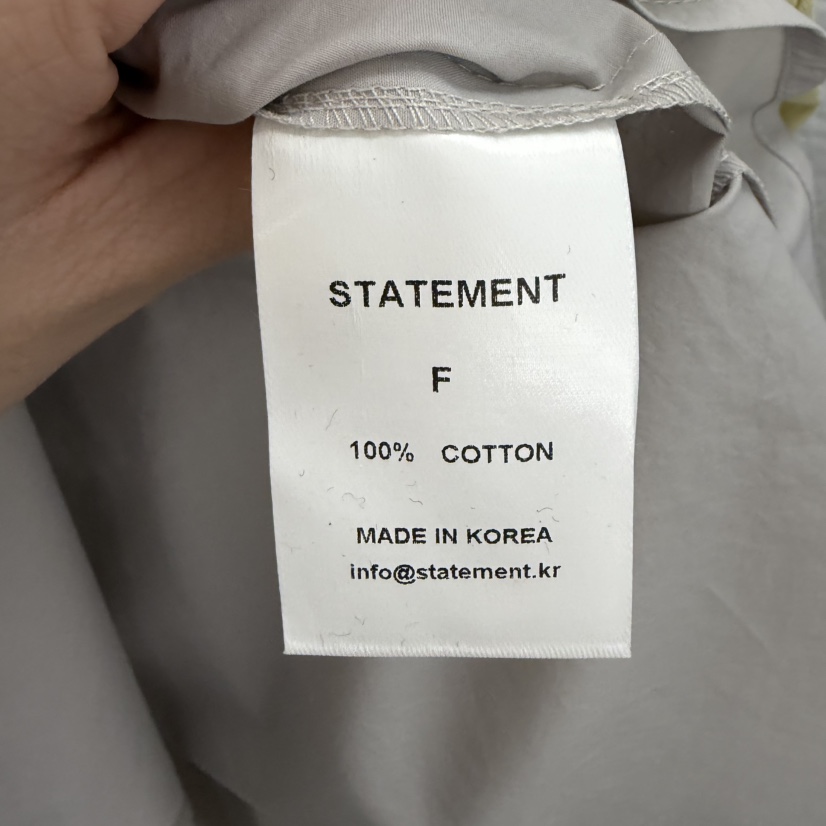 STATEMENT
F
100% COTTON
MADE IN KOREA
info@statement.kr